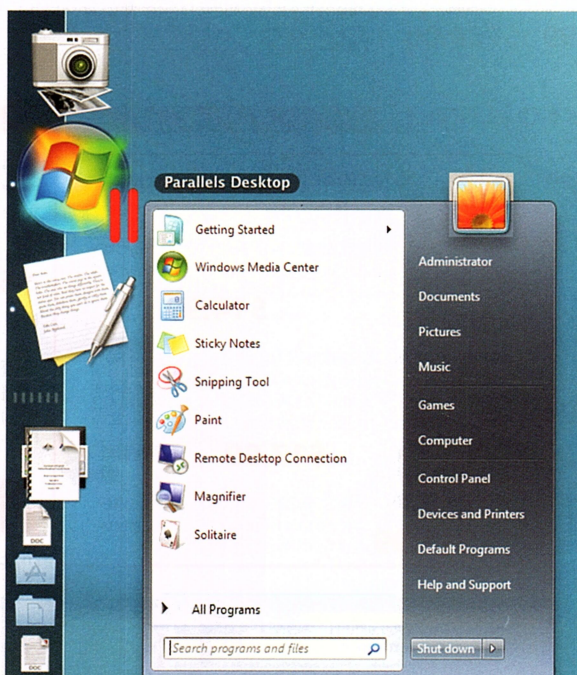 Parallels Desktop
Getting Started
Windows Media Center
Calculator
Sticky Notes
Snipping Tool
Paint
Remote Desktop Connection
Magnifier
Solitaire
All Programs
Search programs and files
Administrator
Documents
Pictures
Music
Games
Computer
Control Panel
Devices and Printers
Default Programs
Help and Support
Shut down
DOC
DOC